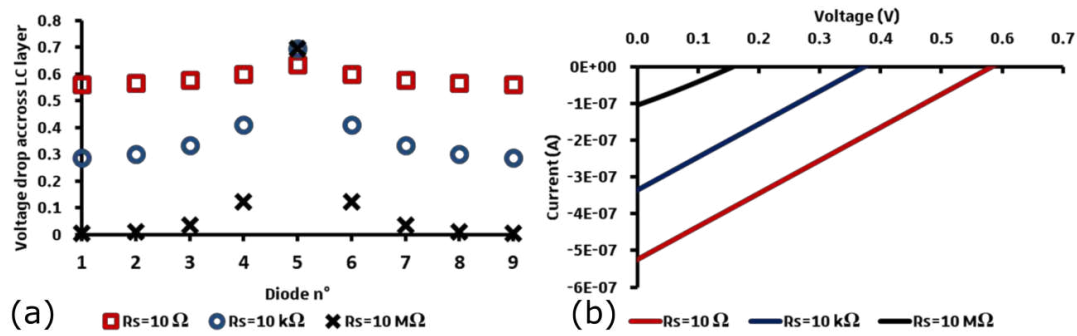 (a)
Voltage drop accross LC layer
0.8
0.7
0.6
0.5
0.4
0.3
0.2
0.1
0
1 2 3 4 5 6 7 8 9
Diode n°
Rs=10 Ω Rs=10 kΩ Rs=10 MΩ
(b)
Voltage (V)
0.0 0.1 0.2 0.3 0.4 0.5 0.6 0.7
Current (A)
0E+00
-1E-07
-2E-07
-3E-07
-4E-07
-5E-07
-6E-07
Rs=10 Ω Rs=10 kΩ Rs=10 MΩ